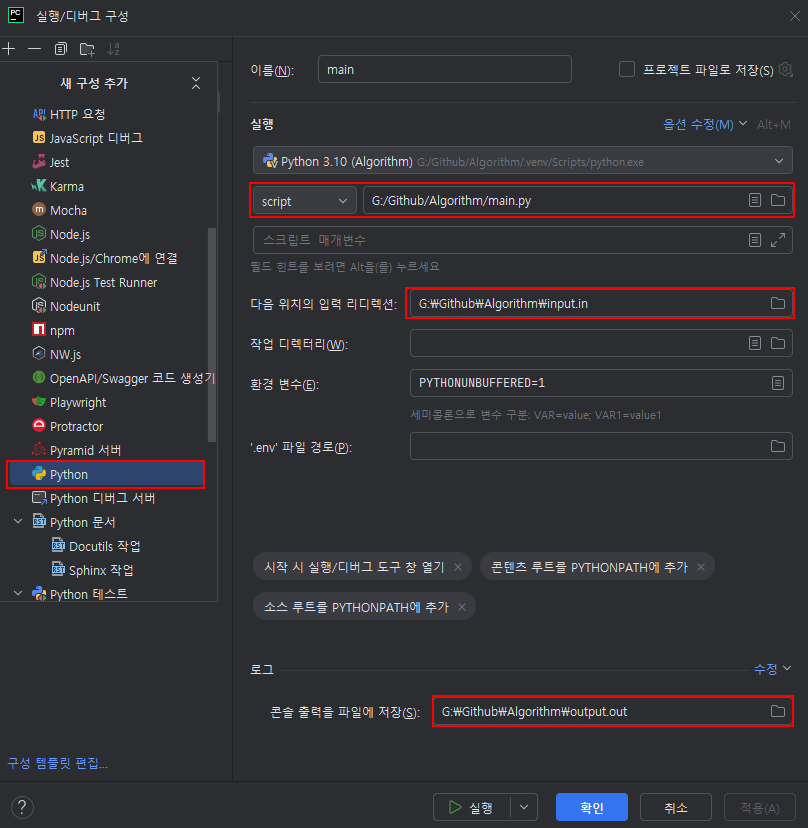 PC
실행/디버그 구성
새 구성 추가
API HTTP 요청
JS JavaScript 디버그
Jest
Karma
m Mocha
Node.js
JS Node.js/Chrome에 연결
Node.js Test Runner
Nodeunit
npm
NW.js
OpenAPI/Swagger 코드 생성기
Playwright
Protractor
Pyramid 서버
Python
Python 디버그 서버
RST Python 문서
RST Docutils 작업
RST Sphinx 작업
Python 테스트
구성 템플릿 편집...
?
이름(N): main 프로젝트 파일로 저장(S)
실행 옵션 수정(M) Alt+M
Python 3.10 (Algorithm) G:/Github/Algorithm/.venv/Scripts/python.exe
script G:/Github/Algorithm/main.py
스크립트 매개변수
필드 힌트를 보려면 Alt을(를) 누르세요
다음 위치의 입력 리디렉션: G:₩Github₩Algorithm₩input.in
작업 디렉터리(W):
환경 변수(E): PYTHONUNBUFFERED=1
세미콜론으로 변수 구분: VAR=value; VAR1=value1
'.env' 파일 경로(P):
시작 시 실행/디버그 도구 창 열기 × 콘텐츠 루트를 PYTHONPATH에 추가 ×
소스 루트를 PYTHONPATH에 추가 ×
로그 수정
콘솔 출력을 파일에 저장(S): G:₩Github₩Algorithm₩output.out
실행 확인 취소 적용(A)